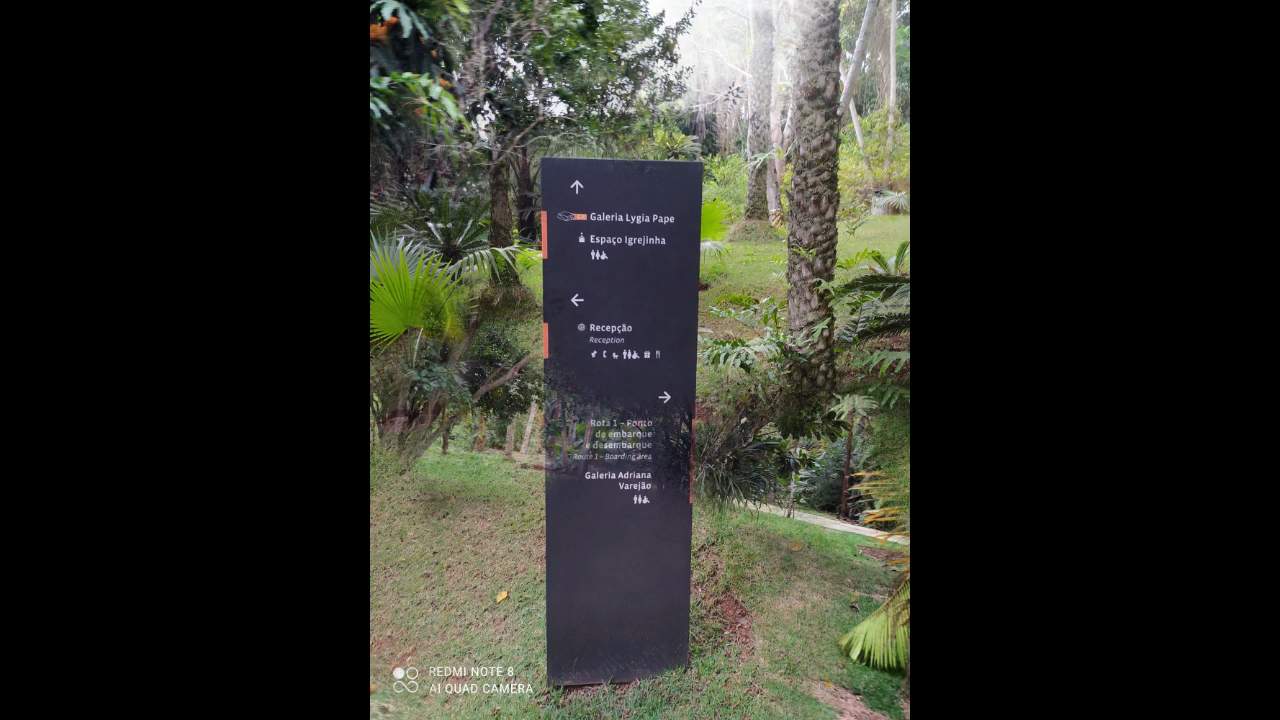 Galeria Lygia Pape
Espaço Igrejinha
Recepção
Reception
Rota 1 – Ponto
de embarque
e desembarque
Route 1 – Boarding area
Galeria Adriana
Varejão
REDMI NOTE 8
AI QUAD CAMERA